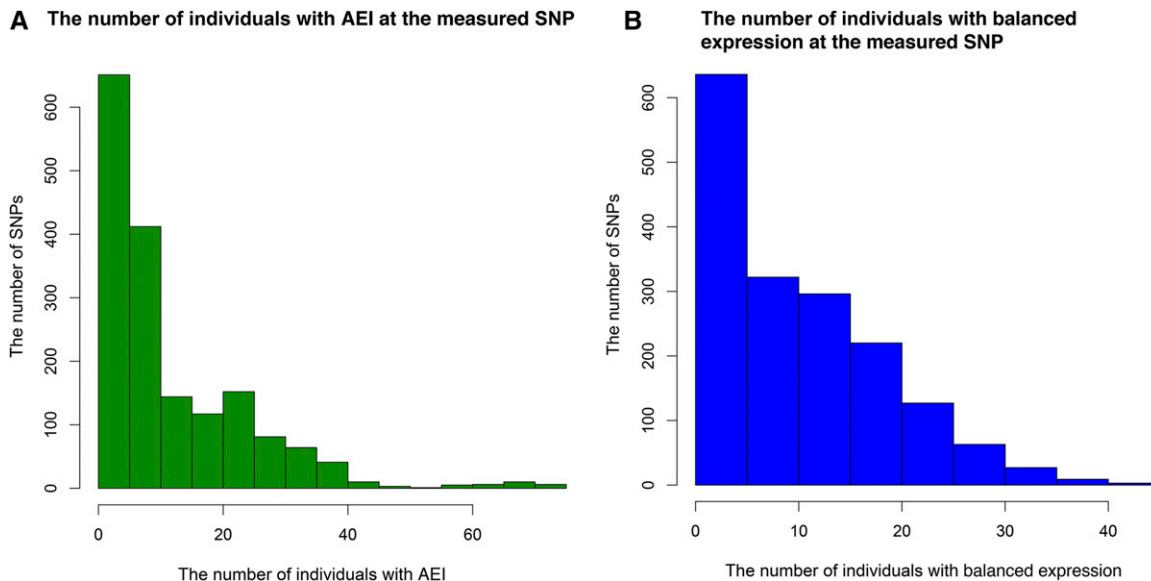 A The number of individuals with AEI at the measured SNP
The number of SNPs
600
500
400
300
200
100
0
0 20 40 60
The number of individuals with AEI
B The number of individuals with balanced
expression at the measured SNP
The number of SNPs
600
500
400
300
200
100
0
0 10 20 30 40
The number of individuals with balanced expression